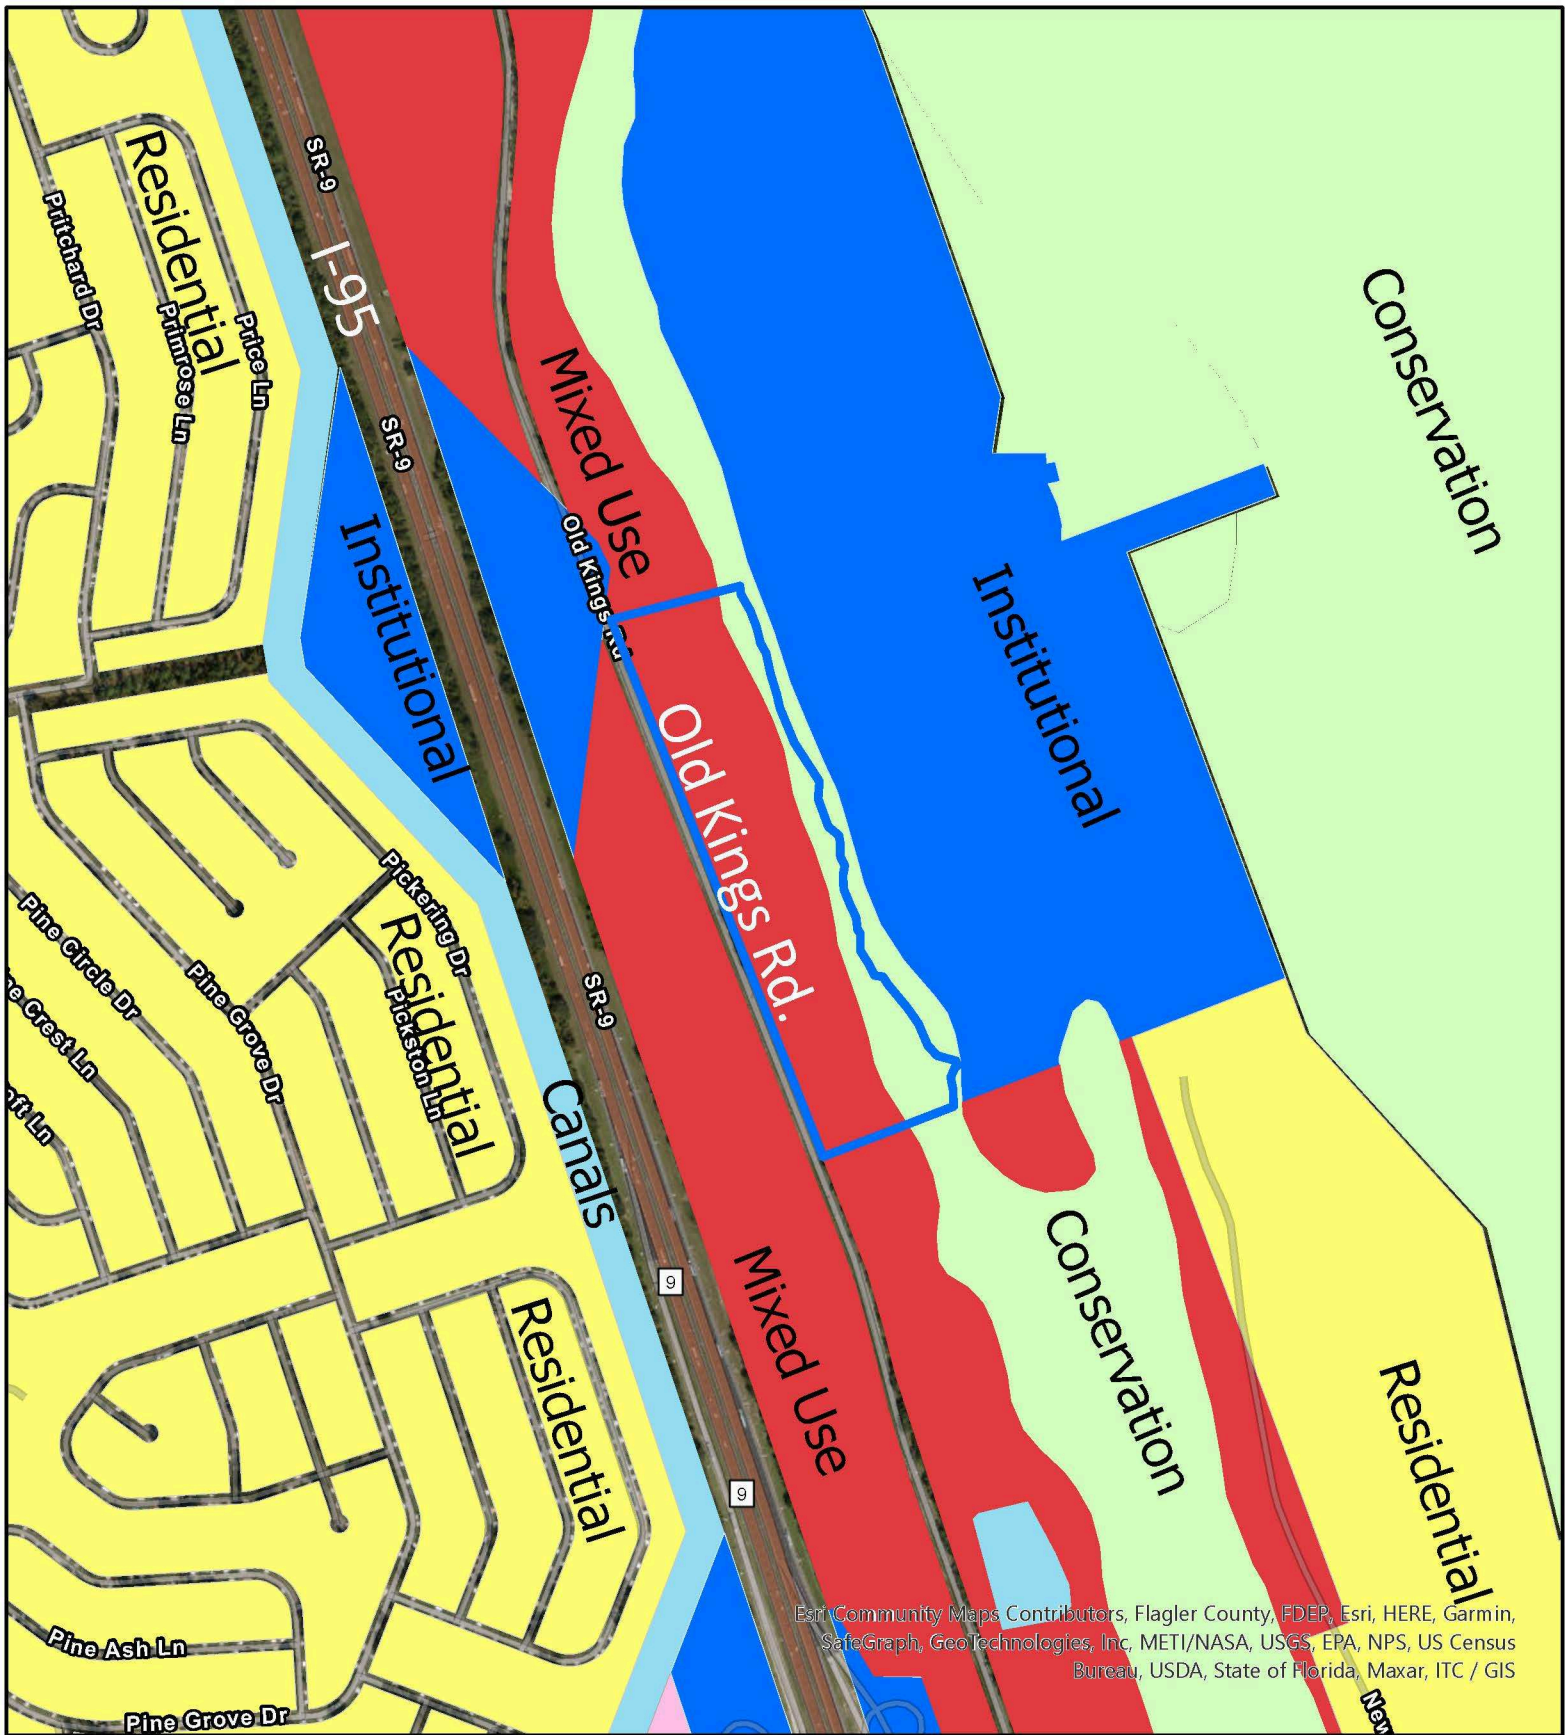 SR-9
Residential
Pritchard Dr
I-95
Conservation
Primrose Ln
Price Ln
Mixed Use
SR-9
Institutional
Old Kings Rd
Institutional
Old Kings Rd.
Pickering Dr
Pine Circle Dr
Residential
Pine Grove Dr
Pickston Ln
SR-9
ne Crest Ln
oft Ln
Canals
Conservation
9
Mixed Use
Residential
Residential
9
Esri Community Maps Contributors, Flagler County, FDEP, Esri, HERE, Garmin,
SafeGraph, GeoTechnologies, Inc, METI/NASA, USGS, EPA, NPS, US Census
Bureau, USDA, State of Florida, Maxar, ITC / GIS
Pine Ash Ln
Pine Grove Dr
New